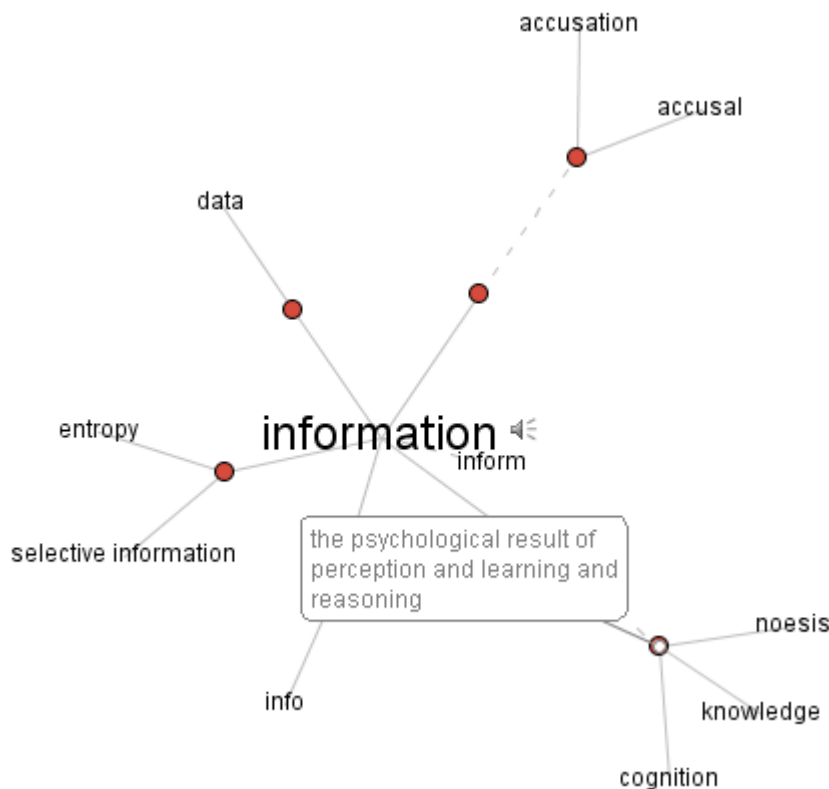 accusation
accusal
data
entropy
information
inform
selective information
the psychological result of
perception and learning and
reasoning
noesis
info
knowledge
cognition